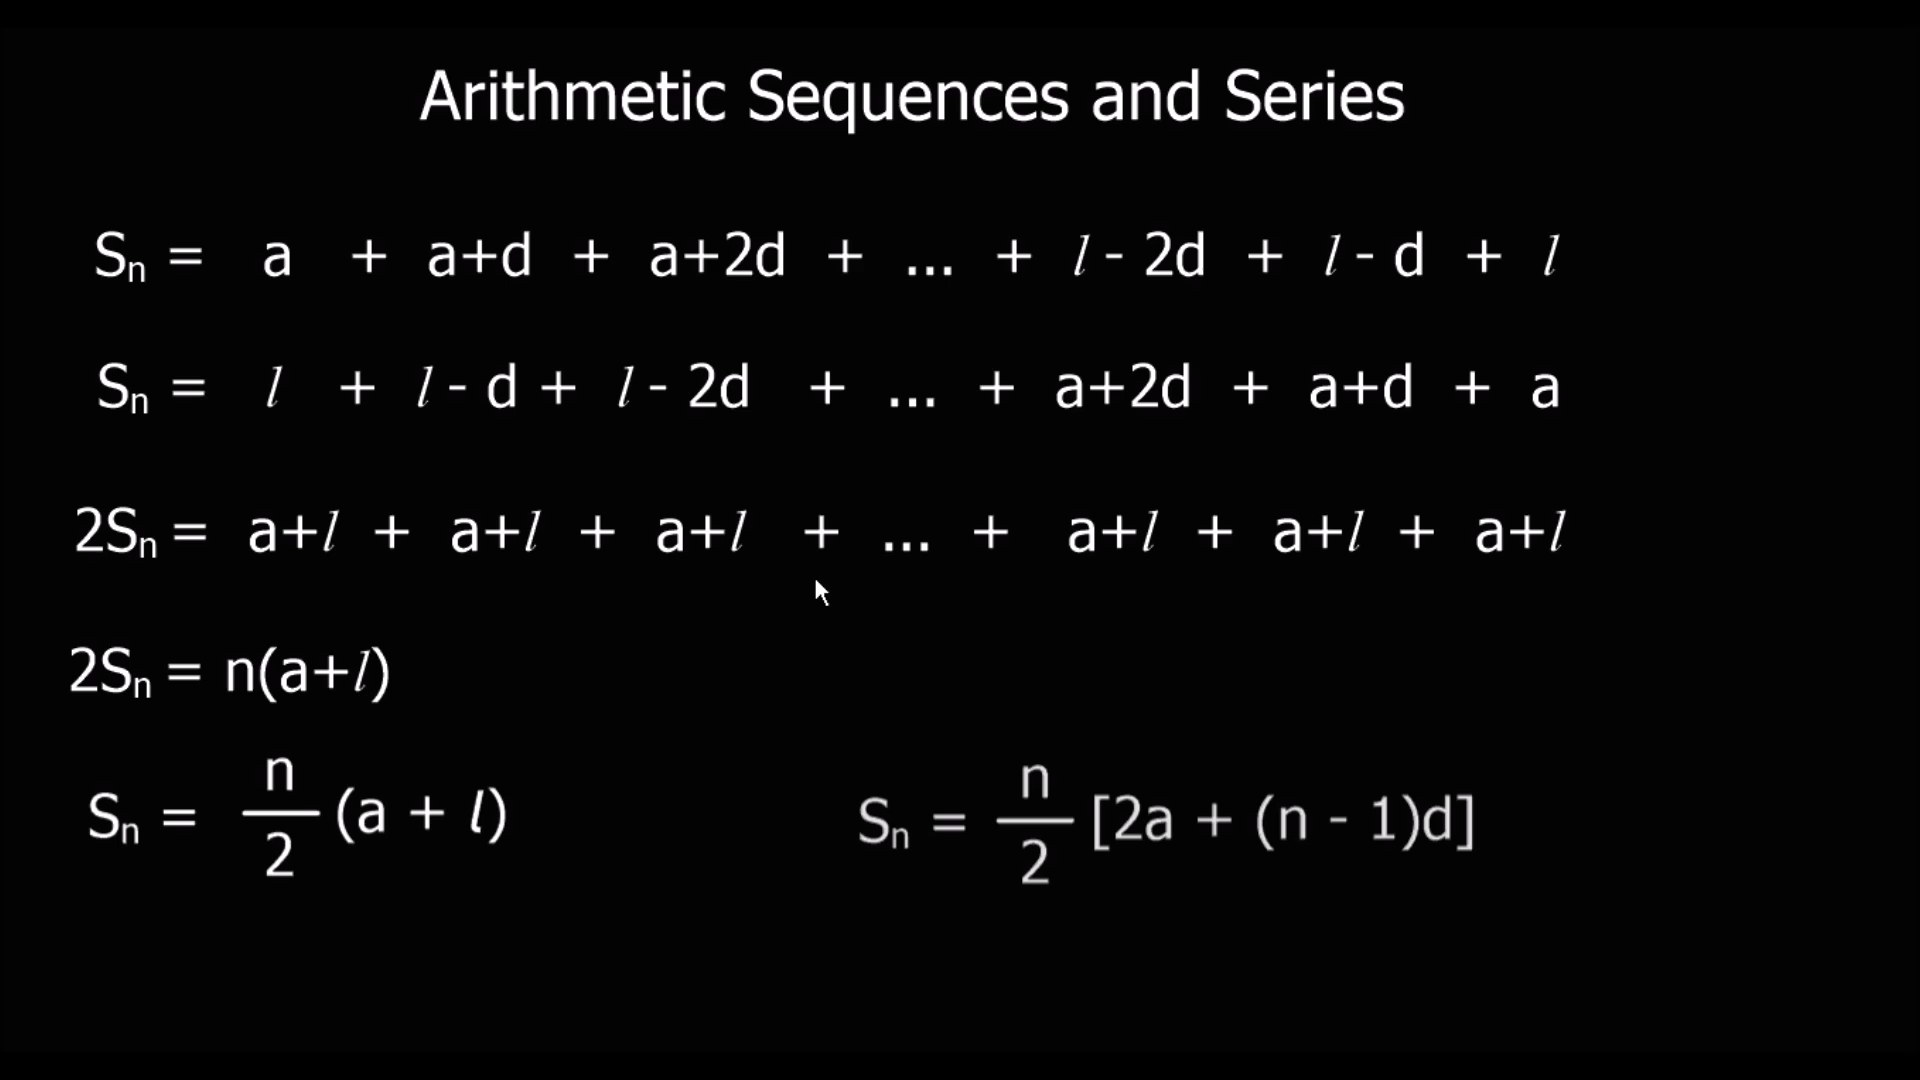 Arithmetic Sequences and Series
Sₙ = a + a+d + a+2d + ... + l - 2d + l - d + l
Sₙ = l + l - d + l - 2d + ... + a+2d + a+d + a
2Sₙ = a+l + a+l + a+l + ... + a+l + a+l + a+l
2Sₙ = n(a+l)
Sₙ = n/2 (a + l)
Sₙ = n/2 [2a + (n - 1)d]